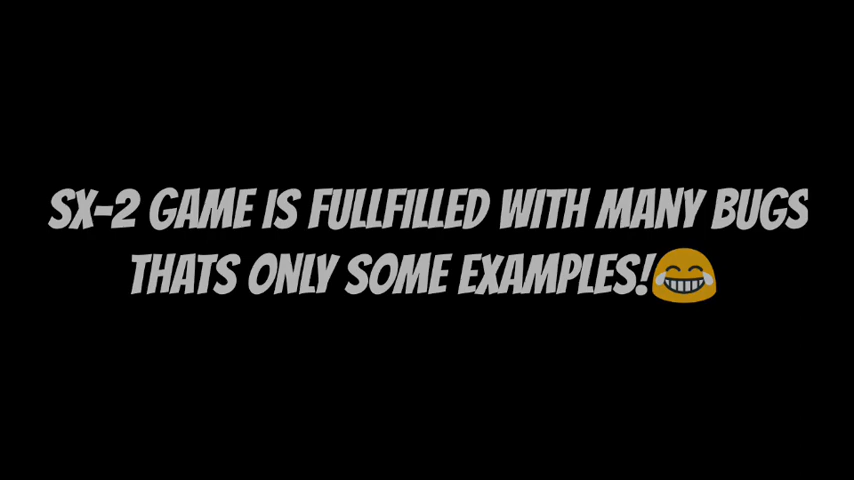 SX-2 GAME IS FULLFILLED WITH MANY BUGS
THATS ONLY SOME EXAMPLES!😂